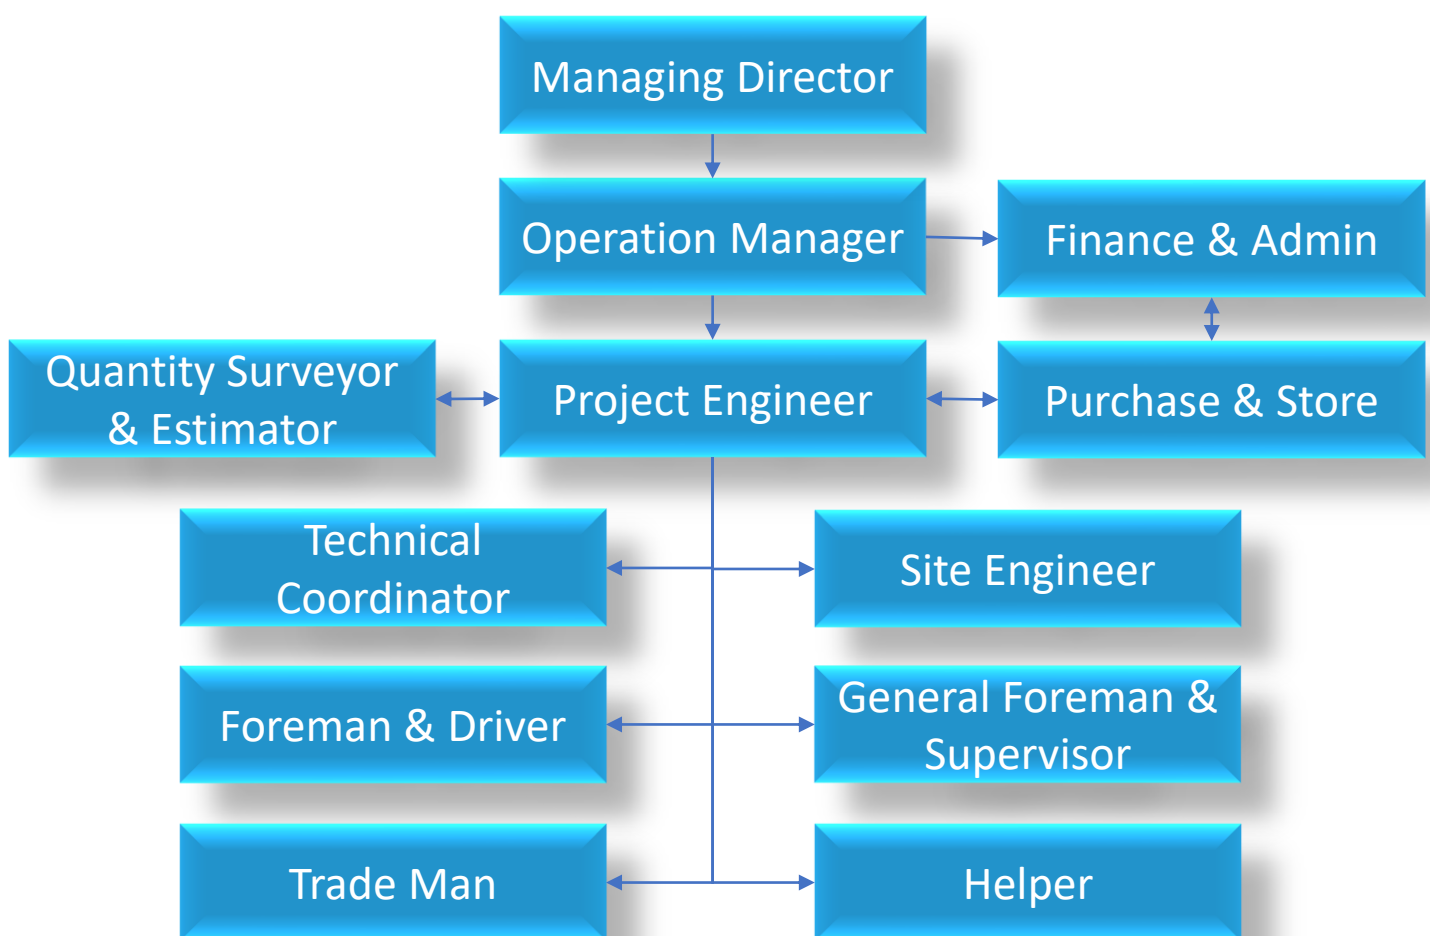 Managing Director
Operation Manager
Finance & Admin
Quantity Surveyor
& Estimator
Project Engineer
Purchase & Store
Technical
Coordinator
Site Engineer
Foreman & Driver
General Foreman &
Supervisor
Trade Man
Helper